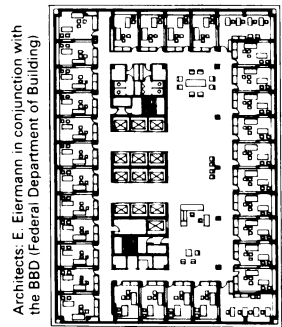 Architects: E. Eiermann in conjunction with
the BBD (Federal Department of Building)